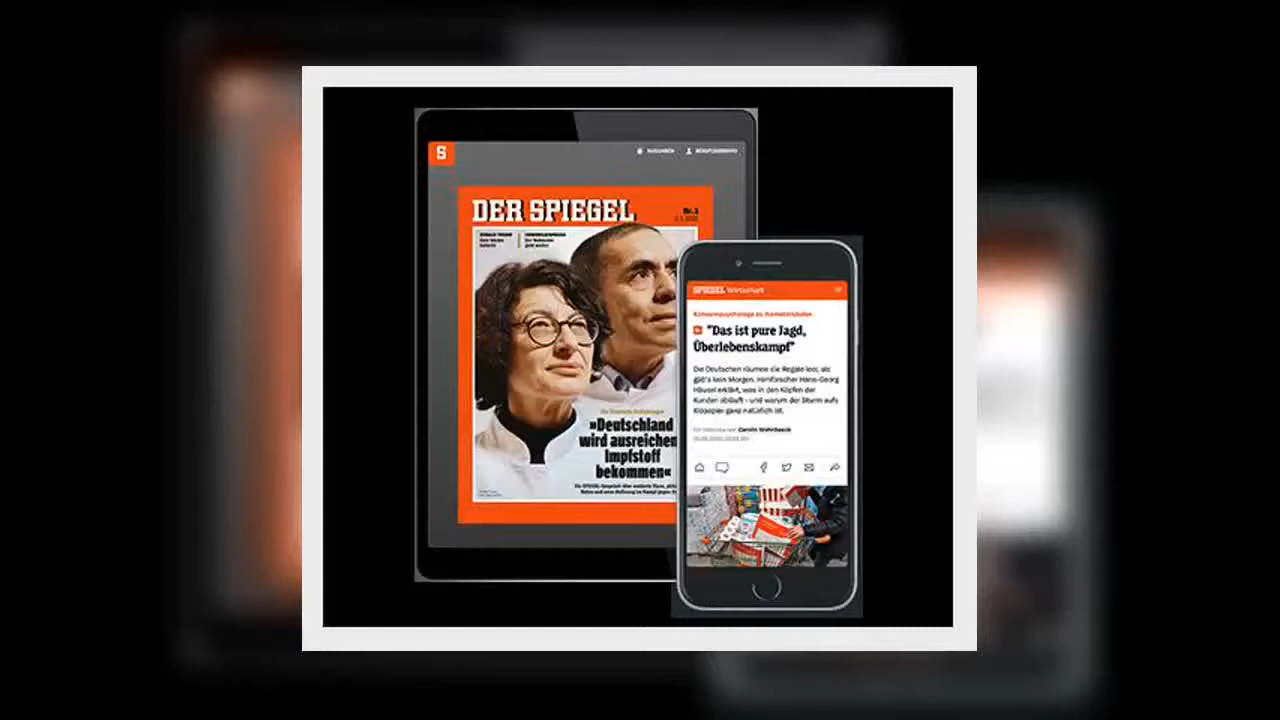 S
DER SPIEGEL
Nr. 1
»Deutschland
wird ausreichen
Impfstoff
bekommen«
SPIEGEL Wirtschaft
"Das ist pure Jagd,
Überlebenskampf"
Die Deutschen räumen die Regale leer, als
gäb's kein Morgen. Hirnforscher Hans-Georg
Häusel erklärt, was in den Köpfen der
Kunden abläuft - und warum der Sturm aufs
Klopapier ganz natürlich ist.